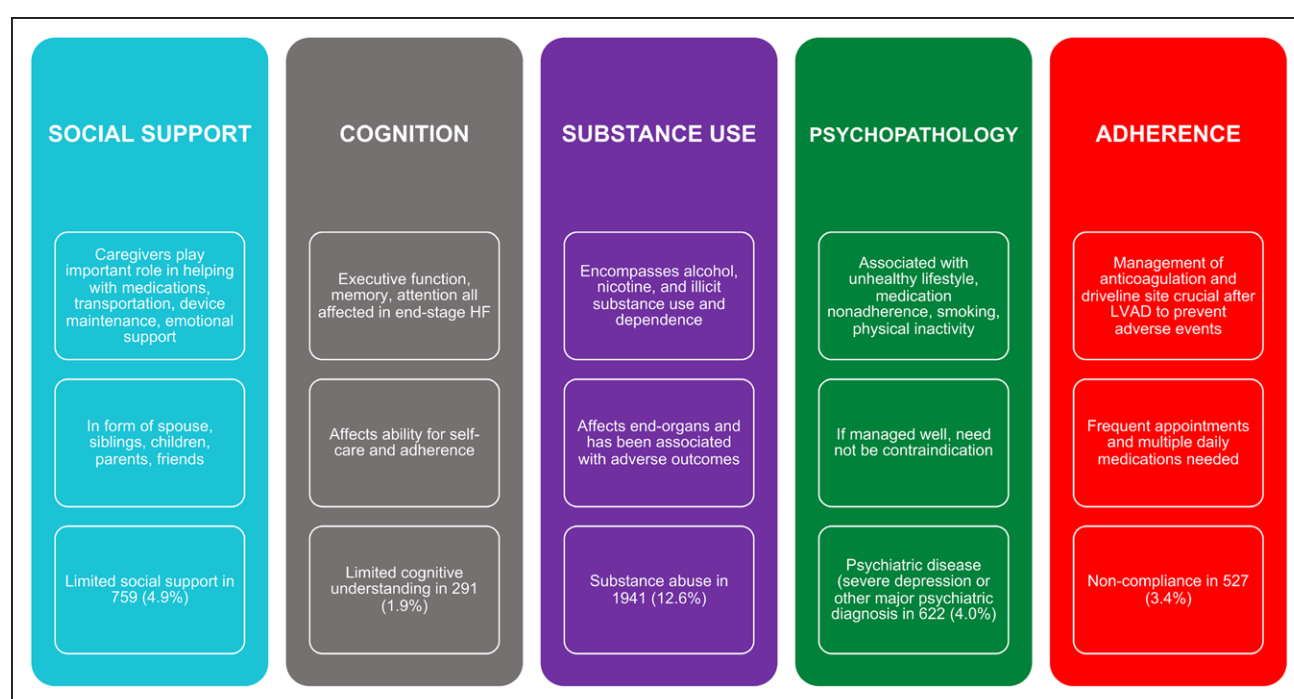 SOCIAL SUPPORT
Caregivers play
important role in helping
with medications,
transportation, device
maintenance, emotional
support
In form of spouse,
siblings, children,
parents, friends
Limited social support in
759 (4.9%)
COGNITION
Executive function,
memory, attention all
affected in end-stage HF
Affects ability for self-
care and adherence
Limited cognitive
understanding in 291
(1.9%)
SUBSTANCE USE
Encompasses alcohol,
nicotine, and illicit
substance use and
dependence
Affects end-organs and
has been associated
with adverse outcomes
Substance abuse in
1941 (12.6%)
PSYCHOPATHOLOGY
Associated with
unhealthy lifestyle,
medication
nonadherence, smoking,
physical inactivity
If managed well, need
not be contraindication
Psychiatric disease
(severe depression or
other major psychiatric
diagnosis in 622 (4.0%)
ADHERENCE
Management of
anticoagulation and
driveline site crucial after
LVAD to prevent
adverse events
Frequent appointments
and multiple daily
medications needed
Non-compliance in 527
(3.4%)